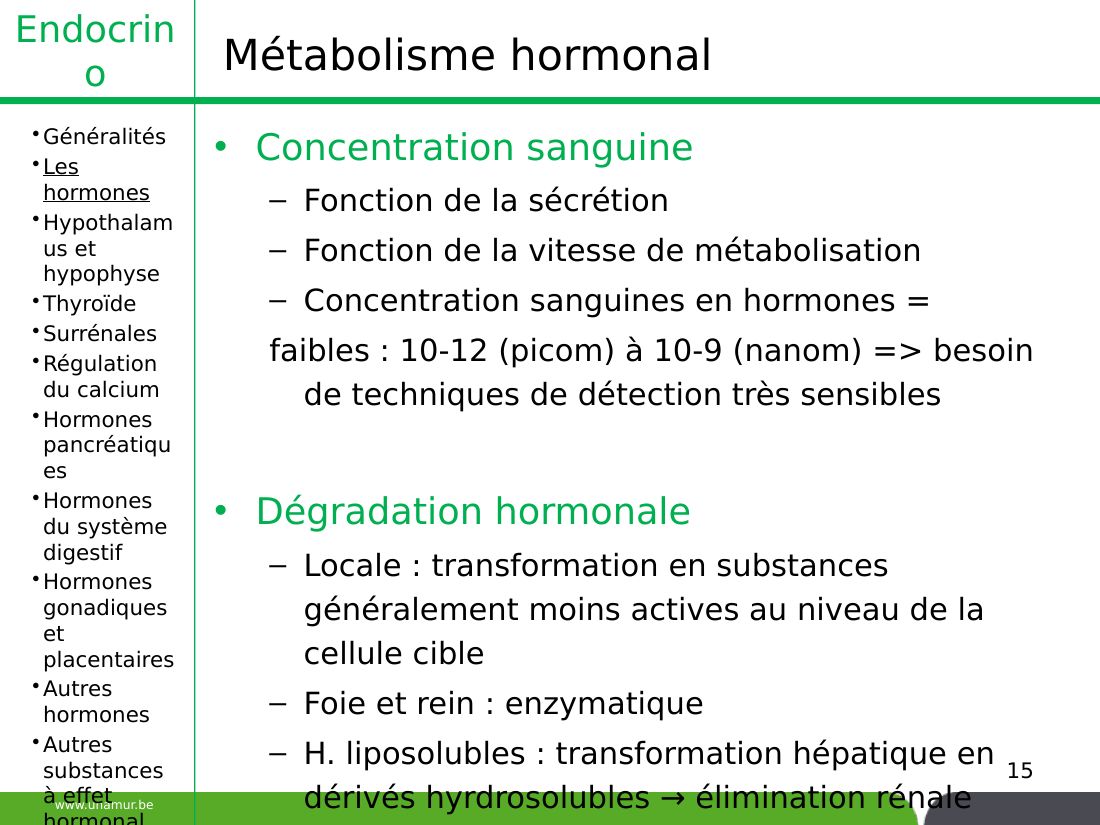 Endocrin
o
Métabolisme hormonal
•Généralités
•Les
hormones
•Hypothalam
us et
hypophyse
•Thyroïde
•Surrénales
•Régulation
du calcium
•Hormones
pancréatiqu
es
•Hormones
du système
digestif
•Hormones
gonadiques
et
placentaires
•Autres
hormones
•Autres
substances
à effet
hormonal
• Concentration sanguine
– Fonction de la sécrétion
– Fonction de la vitesse de métabolisation
– Concentration sanguines en hormones =
faibles : 10-12 (picom) à 10-9 (nanom) => besoin
de techniques de détection très sensibles
• Dégradation hormonale
– Locale : transformation en substances
généralement moins actives au niveau de la
cellule cible
– Foie et rein : enzymatique
– H. liposolubles : transformation hépatique en
dérivés hyrdrosolubles → élimination rénale
15
www.unamur.be